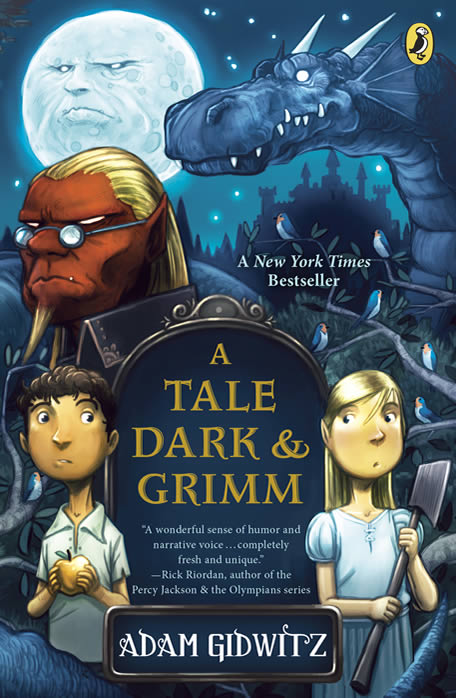 A New York Times
Bestseller
A
TALE
DARK &
GRIMM
“A wonderful sense of humor and
narrative voice...completely
fresh and unique.”
—Rick Riordan, author of the
Percy Jackson & the Olympians series
ADAM GIDWITZ